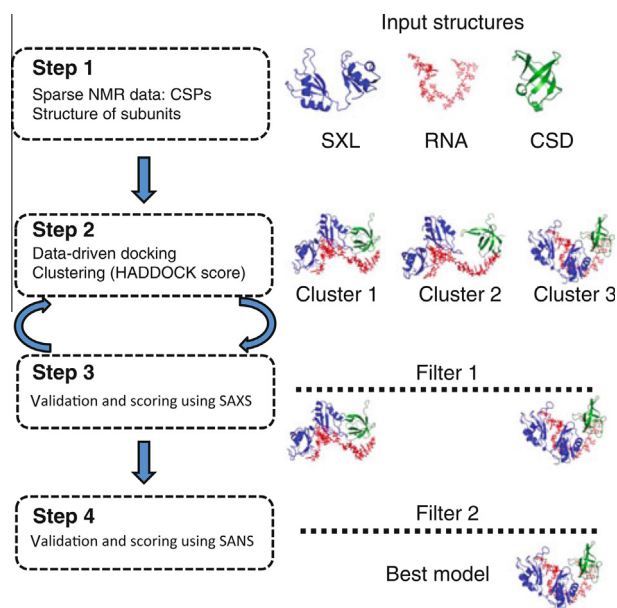 Input structures
Step 1
Sparse NMR data: CSPs
Structure of subunits
SXL
RNA
CSD
Step 2
Data-driven docking
Clustering (HADDOCK score)
Cluster 1
Cluster 2
Cluster 3
Step 3
Validation and scoring using SAXS
Filter 1
Step 4
Validation and scoring using SANS
Filter 2
Best model